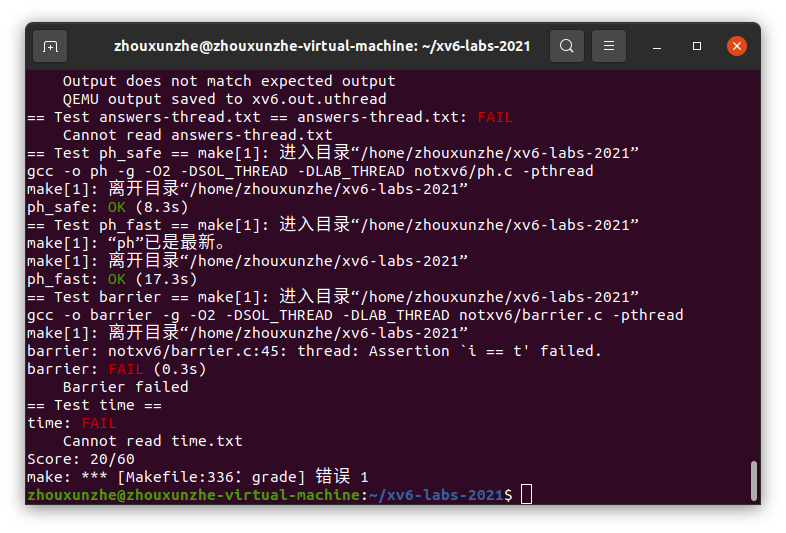 zhouxunzhe@zhouxunzhe-virtual-machine: ~/xv6-labs-2021
Output does not match expected output
QEMU output saved to xv6.out.uthread
== Test answers-thread.txt == answers-thread.txt: FAIL
Cannot read answers-thread.txt
== Test ph_safe == make[1]: 进入目录“/home/zhouxunzhe/xv6-labs-2021”
gcc -o ph -g -O2 -DSOL_THREAD -DLAB_THREAD notxv6/ph.c -pthread
make[1]: 离开目录“/home/zhouxunzhe/xv6-labs-2021”
ph_safe: OK (8.3s)
== Test ph_fast == make[1]: 进入目录“/home/zhouxunzhe/xv6-labs-2021”
make[1]: “ph”已是最新。
make[1]: 离开目录“/home/zhouxunzhe/xv6-labs-2021”
ph_fast: OK (17.3s)
== Test barrier == make[1]: 进入目录“/home/zhouxunzhe/xv6-labs-2021”
gcc -o barrier -g -O2 -DSOL_THREAD -DLAB_THREAD notxv6/barrier.c -pthread
make[1]: 离开目录“/home/zhouxunzhe/xv6-labs-2021”
barrier: notxv6/barrier.c:45: thread: Assertion `i == t' failed.
barrier: FAIL (0.3s)
Barrier failed
== Test time ==
time: FAIL
Cannot read time.txt
Score: 20/60
make: *** [Makefile:336：grade] 错误 1
zhouxunzhe@zhouxunzhe-virtual-machine:~/xv6-labs-2021$